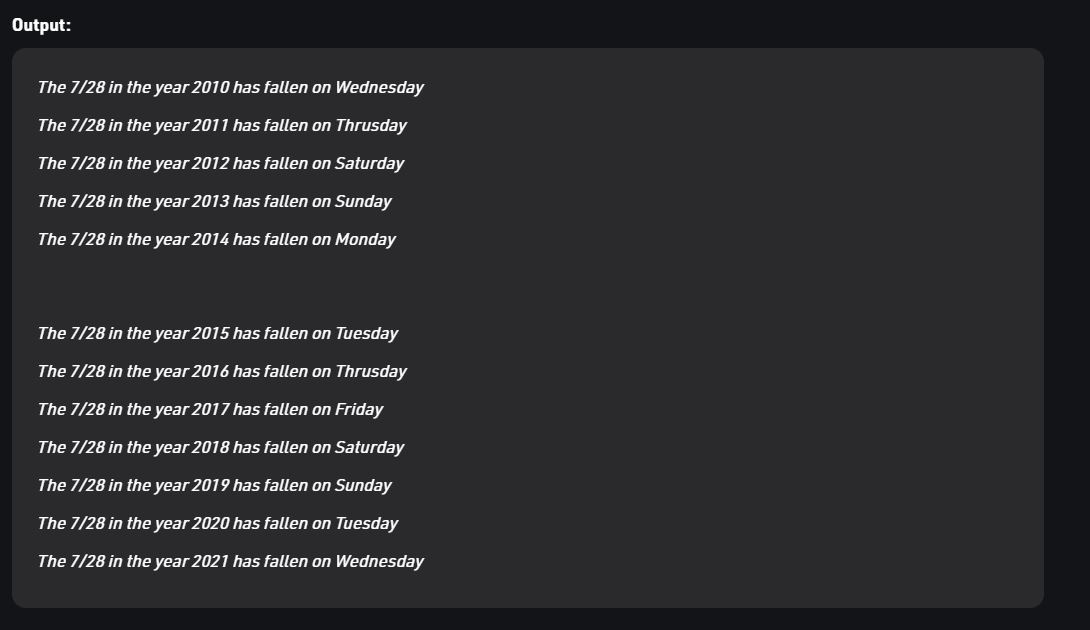 Output:
The 7/28 in the year 2010 has fallen on Wednesday
The 7/28 in the year 2011 has fallen on Thrusday
The 7/28 in the year 2012 has fallen on Saturday
The 7/28 in the year 2013 has fallen on Sunday
The 7/28 in the year 2014 has fallen on Monday
The 7/28 in the year 2015 has fallen on Tuesday
The 7/28 in the year 2016 has fallen on Thrusday
The 7/28 in the year 2017 has fallen on Friday
The 7/28 in the year 2018 has fallen on Saturday
The 7/28 in the year 2019 has fallen on Sunday
The 7/28 in the year 2020 has fallen on Tuesday
The 7/28 in the year 2021 has fallen on Wednesday